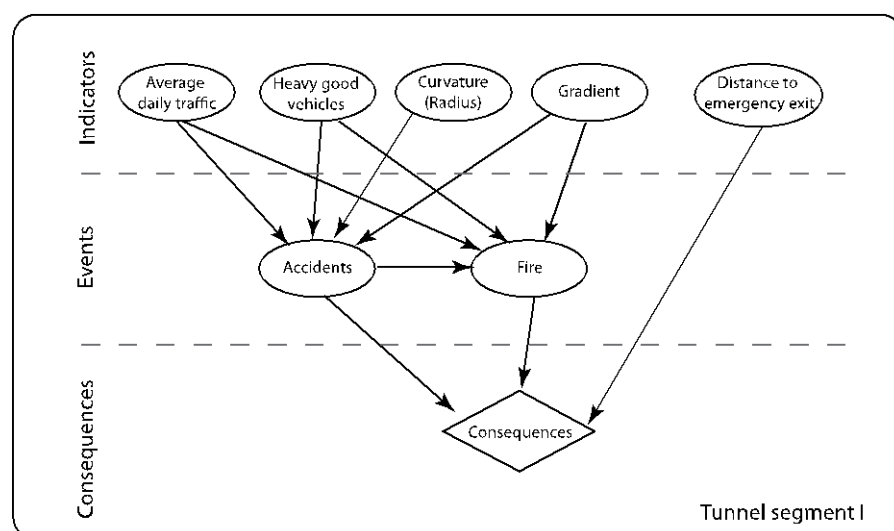 Indicators
Average
daily traffic
Heavy good
vehicles
Curvature
(Radius)
Gradient
Distance to
emergency exit
Events
Accidents
Fire
Consequences
Consequences
Tunnel segment I